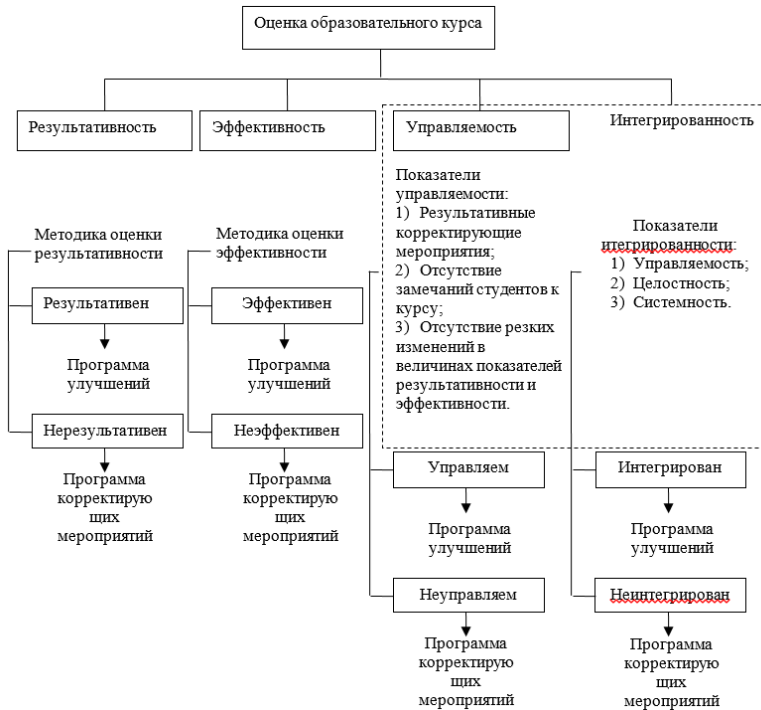 Оценка образовательного курса
Результативность
Эффективность
Управляемость
Интегрированность
Методика оценки
результативности
Результативен
Программа
улучшений
Нерезультативен
Программа
корректирую
щих
мероприятий
Методика оценки
эффективности
Эффективен
Программа
улучшений
Неэффективен
Программа
корректирую
щих
мероприятий
Показатели
управляемости:
1) Результативные
корректирующие
мероприятия;
2) Отсутствие
замечаний студентов к
курсу;
3) Отсутствие резких
изменений в
величинах показателей
результативности и
эффективности.
Управляем
Программа
улучшений
Неуправляем
Программа
корректирую
щих
мероприятий
Показатели
итегрированности:
1) Управляемость;
2) Целостность;
3) Системность.
Интегрирован
Программа
улучшений
Неинтегрирован
Программа
корректирую
щих
мероприятий